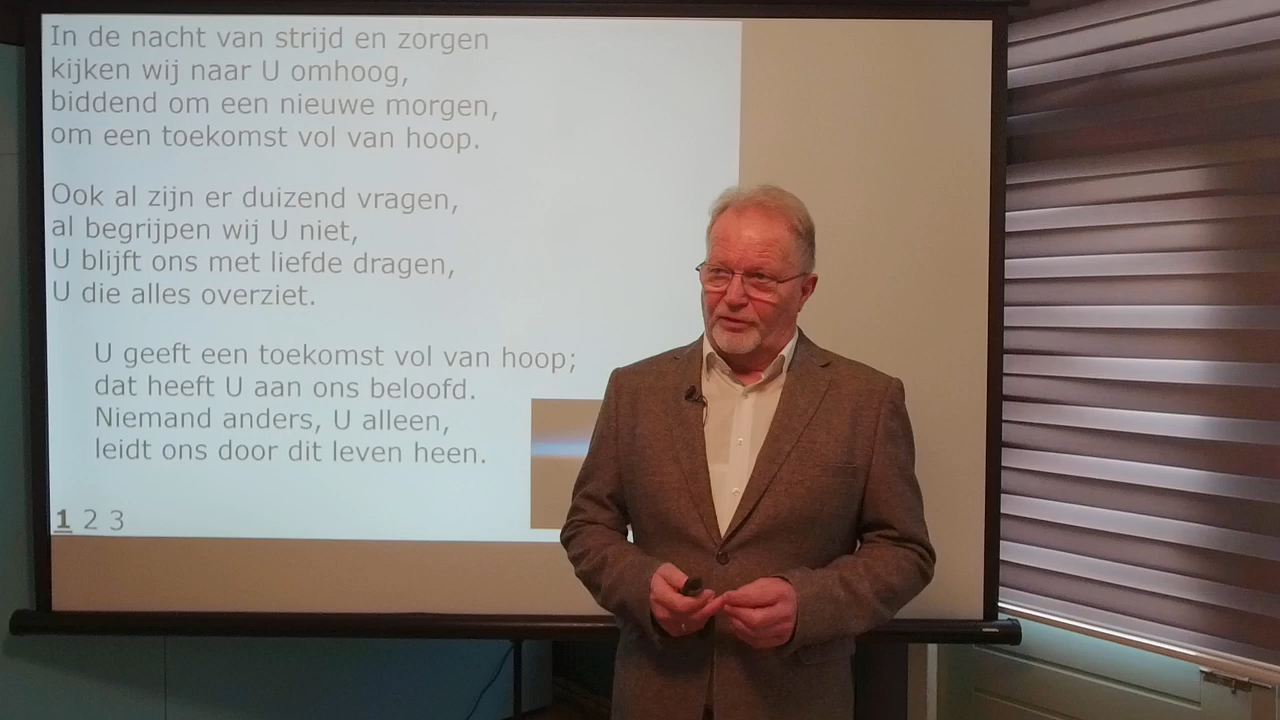 In de nacht van strijd en zorgen
kijken wij naar U omhoog,
biddend om een nieuwe morgen,
om een toekomst vol van hoop.
Ook al zijn er duizend vragen,
al begrijpen wij U niet,
U blijft ons met liefde dragen,
U die alles overziet.
U geeft een toekomst vol van hoop;
dat heeft U aan ons beloofd.
Niemand anders, U alleen,
leidt ons door dit leven heen.
1 2 3